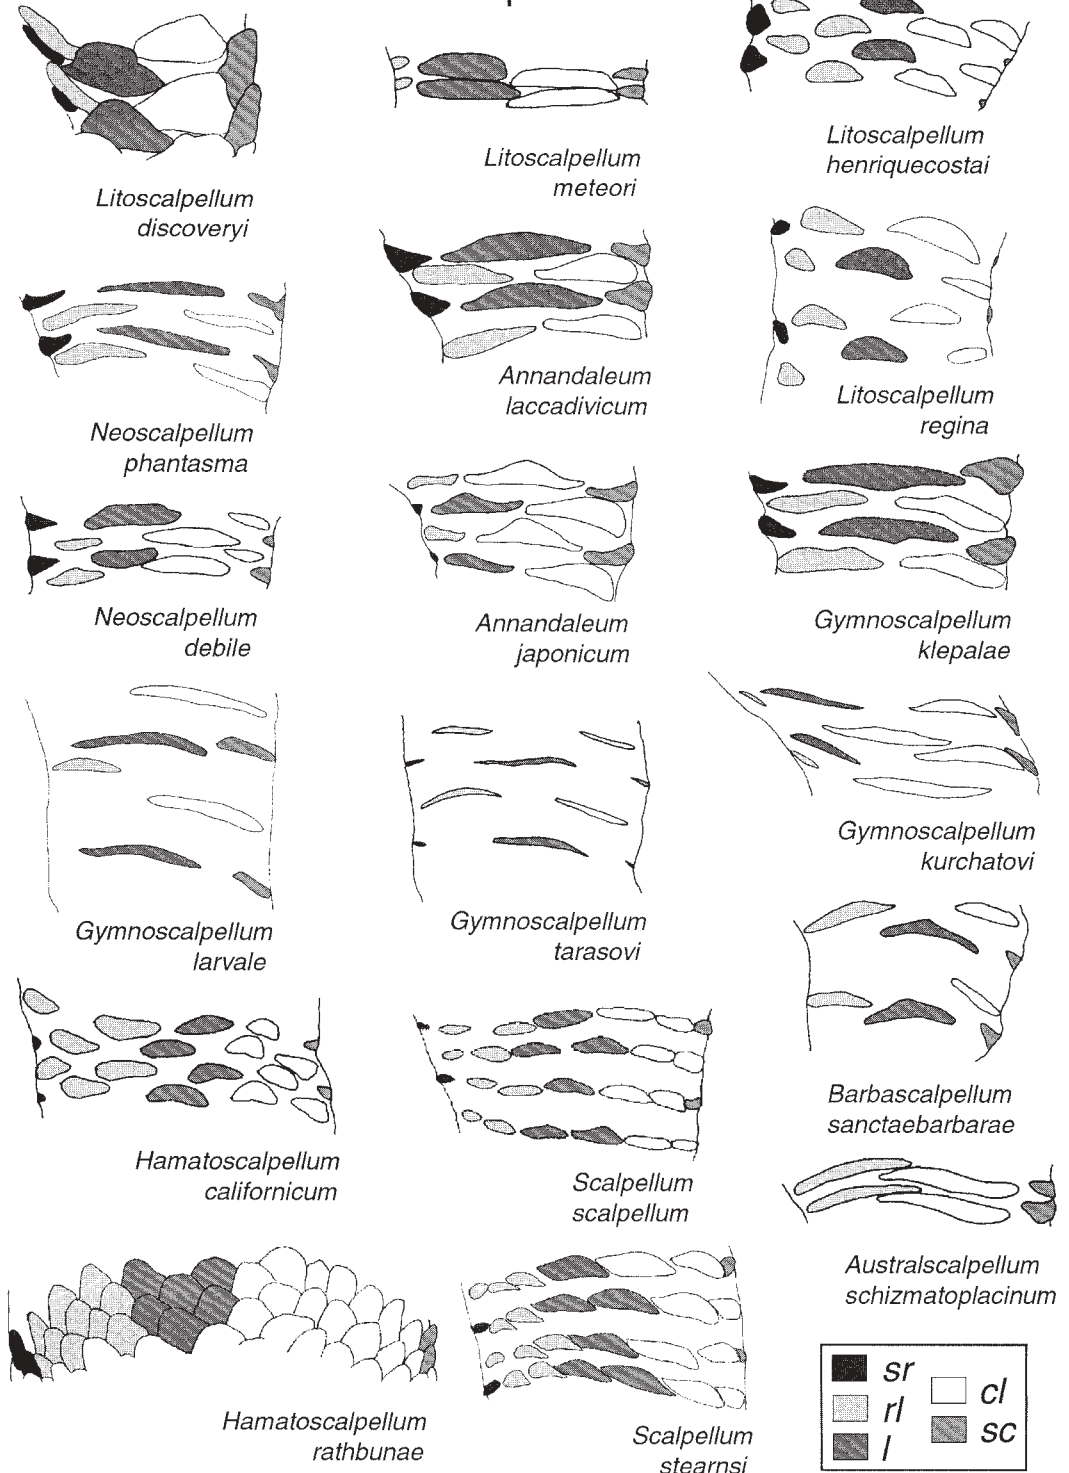 Litoscalpellum
discoveryi
Litoscalpellum
meteori
Litoscalpellum
henriquecostai
Neoscalpellum
phantasma
Annandaleum
laccadivicum
Litoscalpellum
regina
Neoscalpellum
debile
Annandaleum
japonicum
Gymnoscalpellum
klepalae
Gymnoscalpellum
larvale
Gymnoscalpellum
tarasovi
Gymnoscalpellum
kurchatovi
Hamatoscalpellum
californicum
Scalpellum
scalpellum
Barbascalpellum
sanctaebarbarae
Australscalpellum
schizmatoplacinum
Hamatoscalpellum
rathbunae
Scalpellum
stearnsi
sr
rl
l
cl
sc